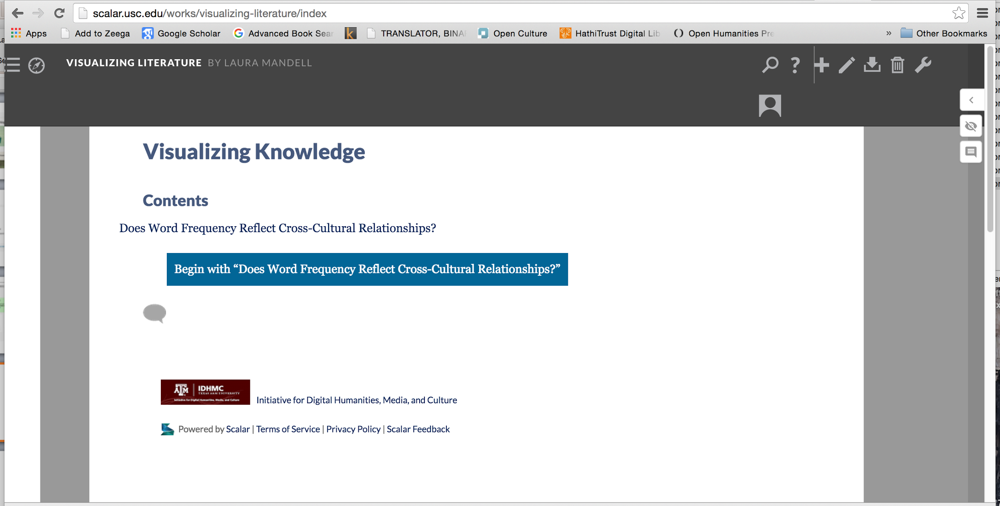 scalar.usc.edu/works/visualizing-literature/index
Apps Add to Zeega Google Scholar Advanced Book Sear k TRANSLATOR, BINA Open Culture HathiTrust Digital Lib Open Humanities Pre » Other Bookmarks
VISUALIZING LITERATURE BY LAURA MANDELL
Visualizing Knowledge
Contents
Does Word Frequency Reflect Cross-Cultural Relationships?
Begin with “Does Word Frequency Reflect Cross-Cultural Relationships?”
ATM IDHMC
TEXAS A&M UNIVERSITY
Initiative for Digital Humanities, Media, and Culture
Initiative for Digital Humanities, Media, and Culture
Powered by Scalar | Terms of Service | Privacy Policy | Scalar Feedback